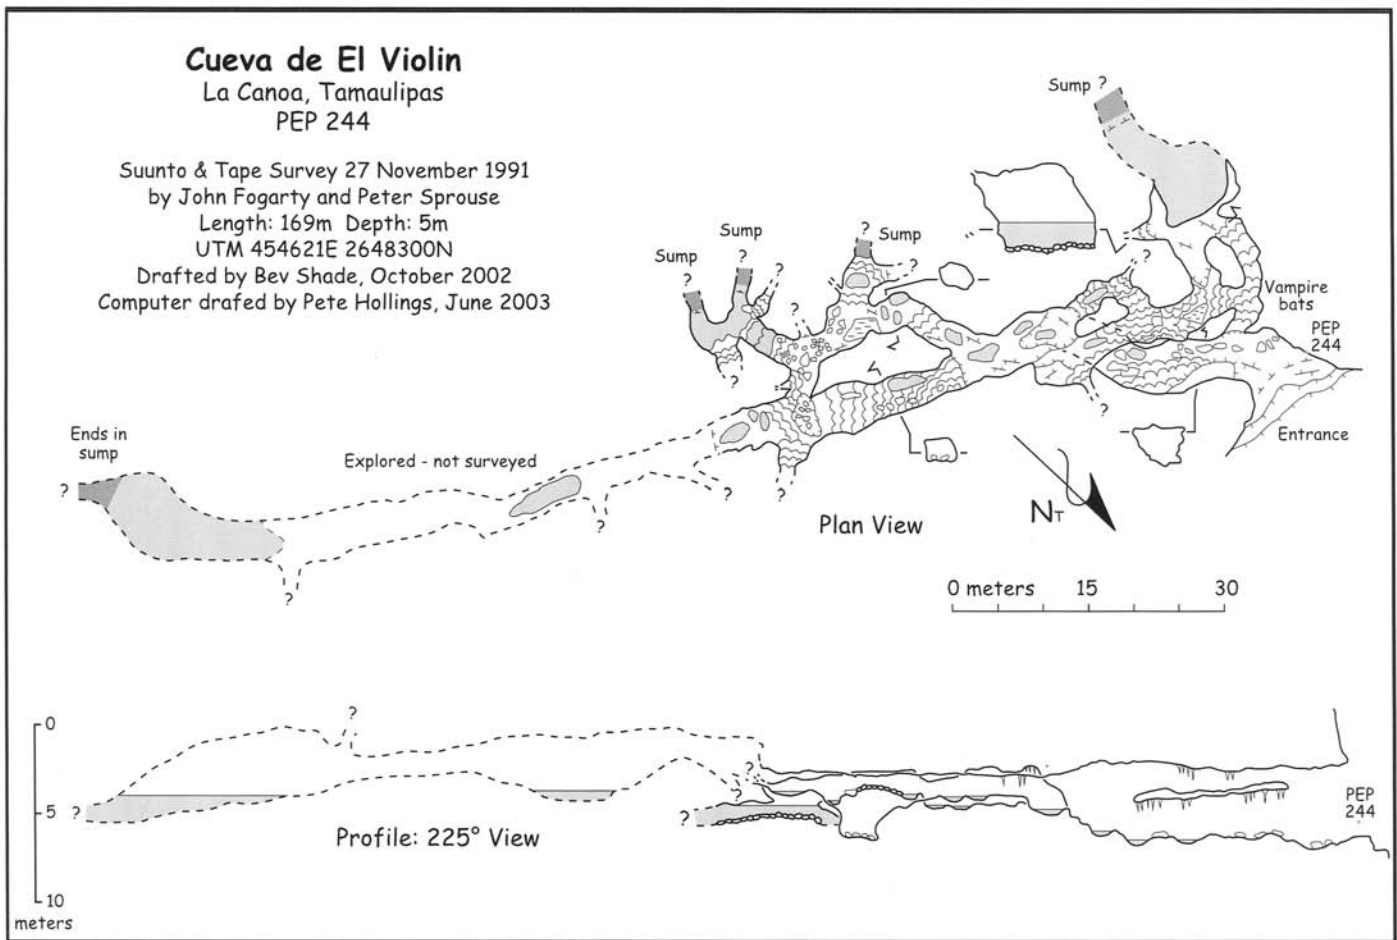 Cueva de El Violin
La Canoa, Tamaulipas
PEP 244
Suunto & Tape Survey 27 November 1991
by John Fogarty and Peter Sprouse
Length: 169m Depth: 5m
UTM 454621E 2648300N
Drafted by Bev Shade, October 2002
Computer drafed by Pete Hollings, June 2003
Sump ?
Sump
?
Sump
?
Sump
?
?
?
?
?
?
Vampire
bats
PEP
244
?
?
Entrance
Ends in
sump
?
Explored - not surveyed
?
?
?
?
Plan View
NT
0 meters 15 30
0
5
10
meters
?
?
?
?
?
Profile: 225° View
PEP
244